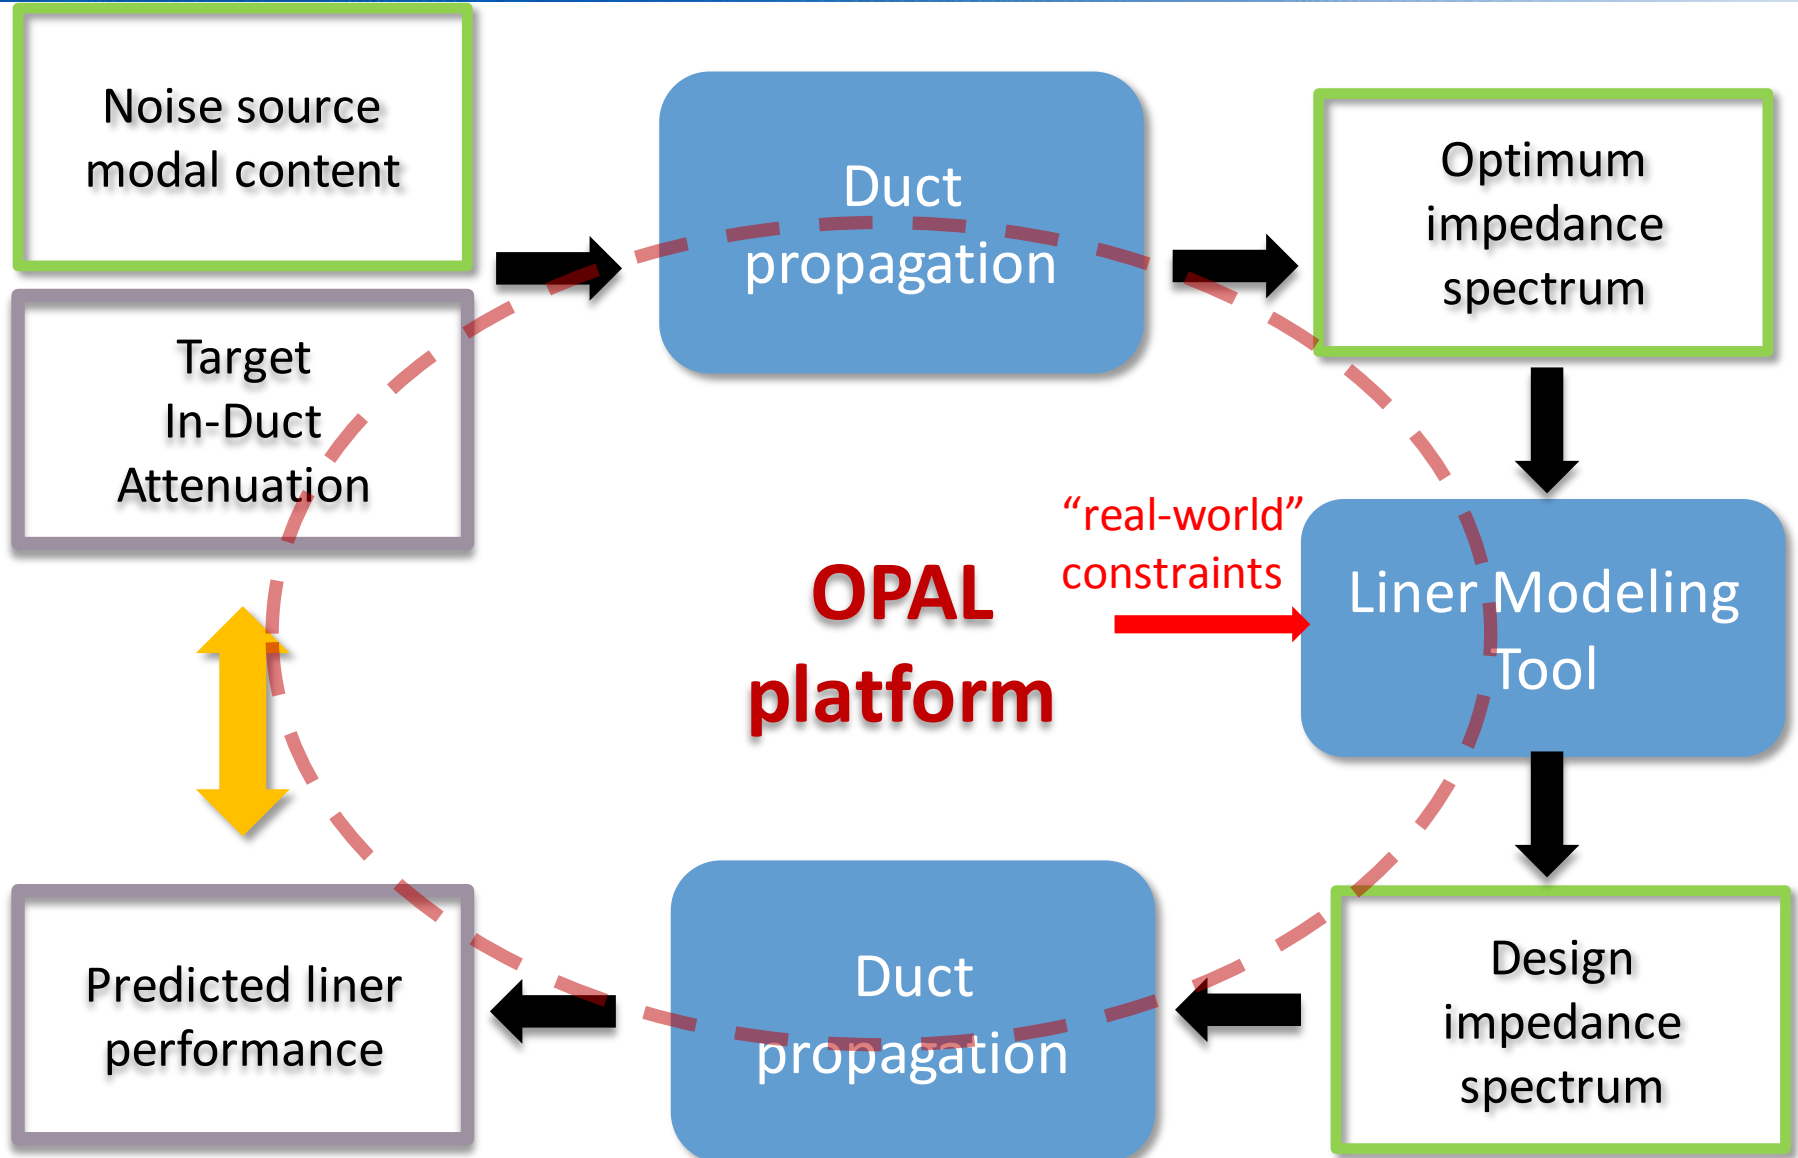 Noise source
modal content
Target
In-Duct
Attenuation
Duct
propagation
Optimum
impedance
spectrum
“real-world”
constraints
OPAL
platform
Liner Modeling
Tool
Design
impedance
spectrum
Duct
propagation
Predicted liner
performance